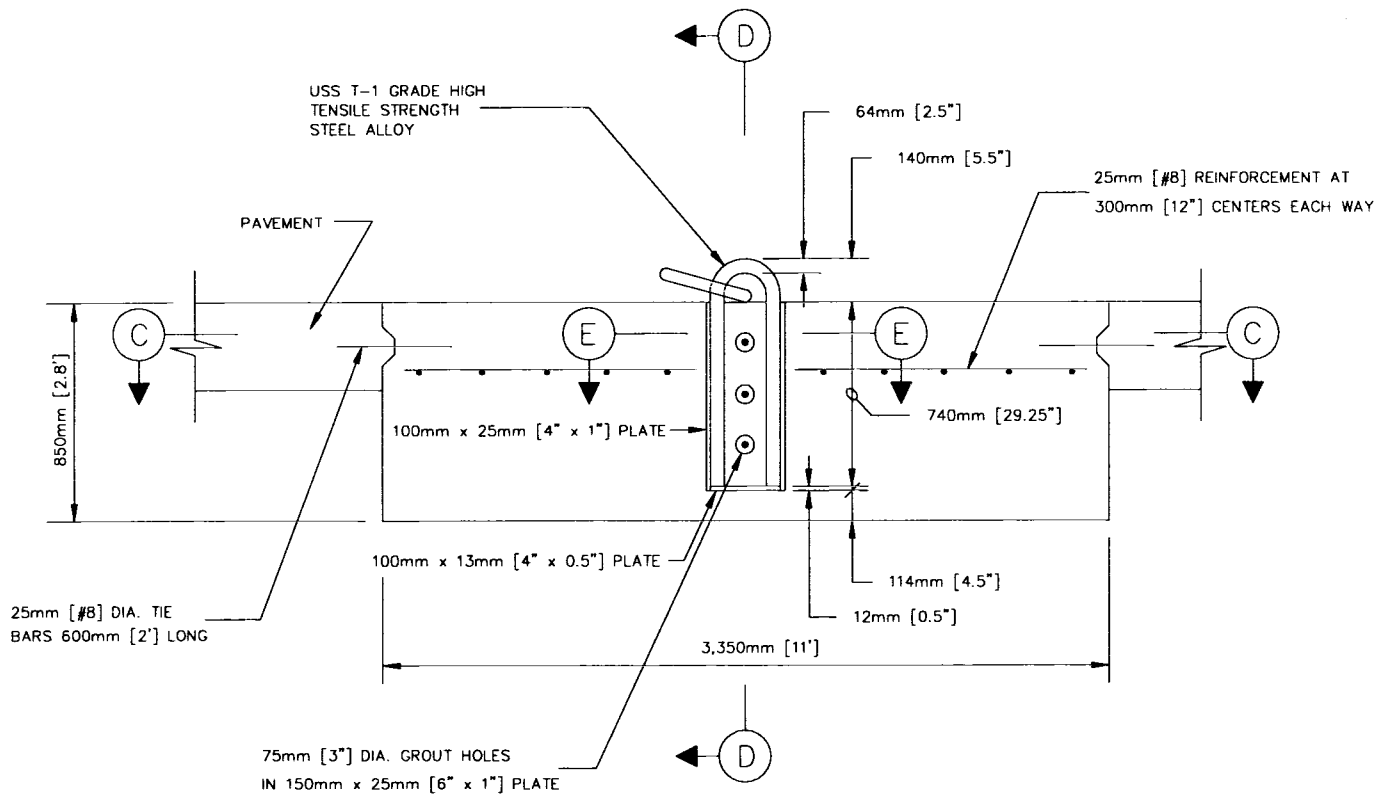 D
USS T-1 GRADE HIGH
TENSILE STRENGTH
STEEL ALLOY
64mm [2.5"]
140mm [5.5"]
25mm [#8] REINFORCEMENT AT
300mm [12"] CENTERS EACH WAY
PAVEMENT
C
E
E
C
850mm [2.8']
740mm [29.25"]
100mm x 25mm [4" x 1"] PLATE
100mm x 13mm [4" x 0.5"] PLATE
114mm [4.5"]
12mm [0.5"]
25mm [#8] DIA. TIE
BARS 600mm [2'] LONG
3,350mm [11']
75mm [3"] DIA. GROUT HOLES
IN 150mm x 25mm [6" x 1"] PLATE
D